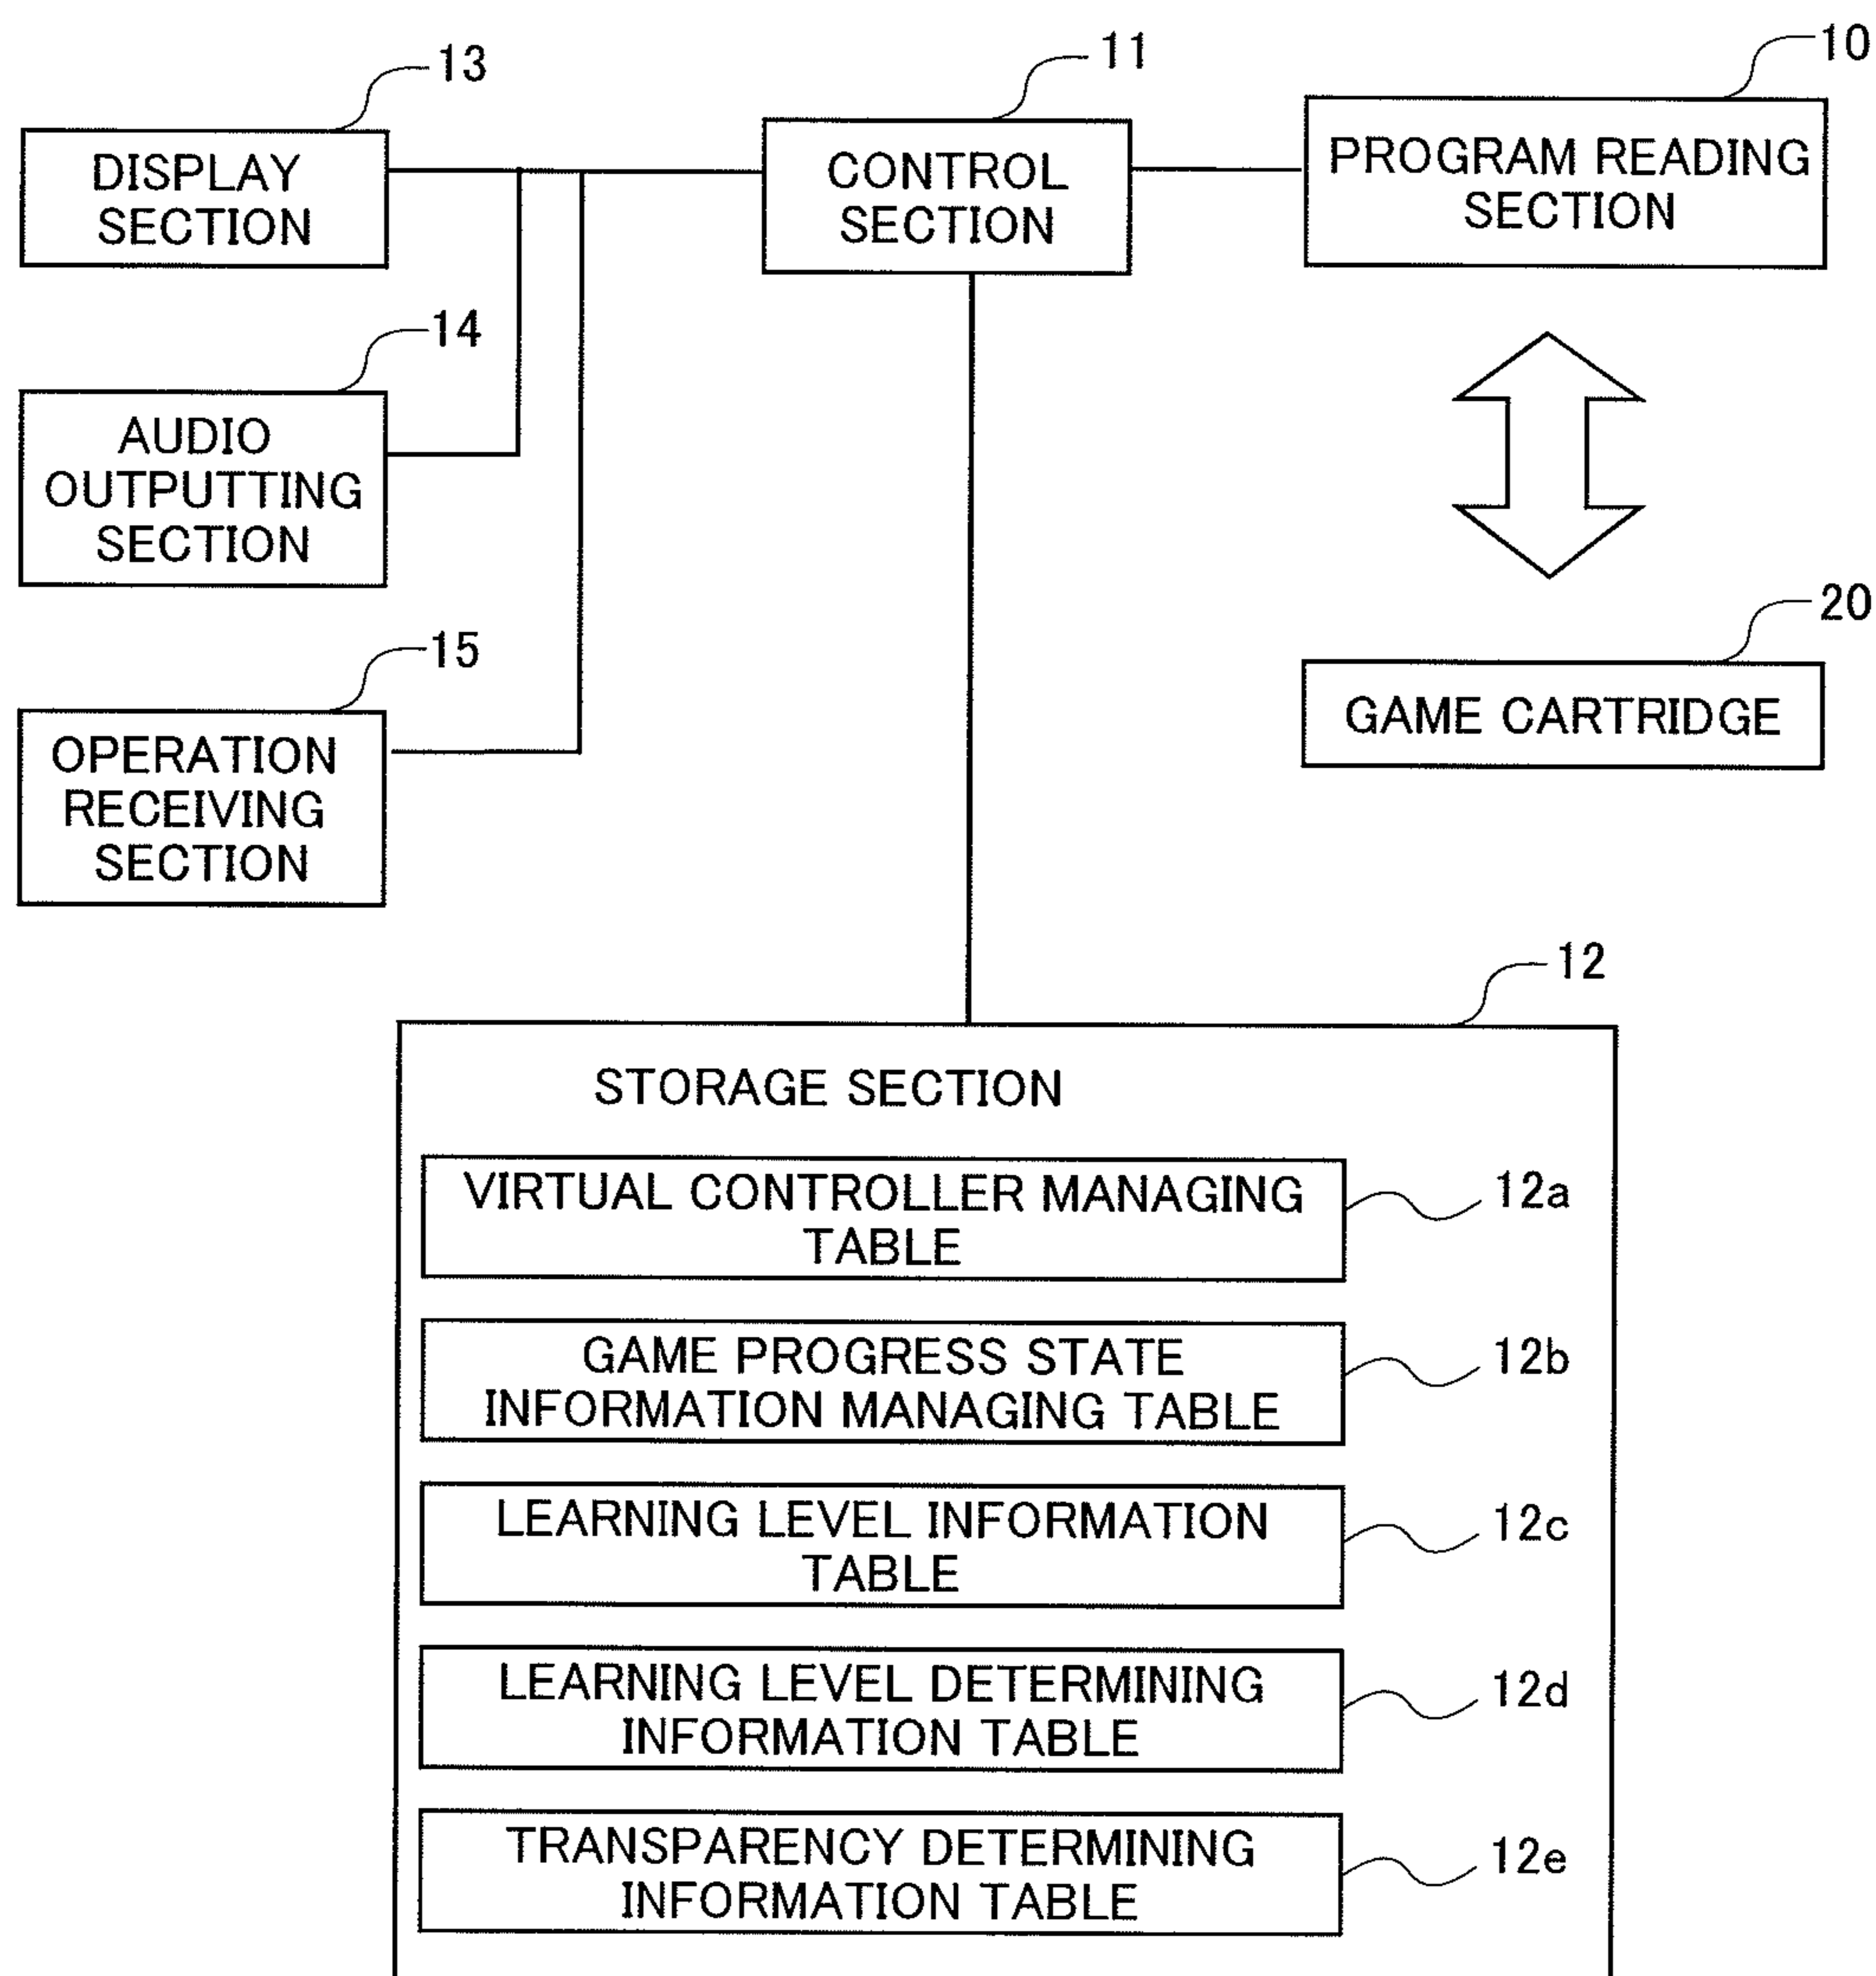 13
DISPLAY
SECTION
11
CONTROL
SECTION
10
PROGRAM READING
SECTION
14
AUDIO
OUTPUTTING
SECTION
15
OPERATION
RECEIVING
SECTION
20
GAME CARTRIDGE
12
STORAGE SECTION
VIRTUAL CONTROLLER MANAGING
TABLE
12a
GAME PROGRESS STATE
INFORMATION MANAGING TABLE
12b
LEARNING LEVEL INFORMATION
TABLE
12c
LEARNING LEVEL DETERMINING
INFORMATION TABLE
12d
TRANSPARENCY DETERMINING
INFORMATION TABLE
12e